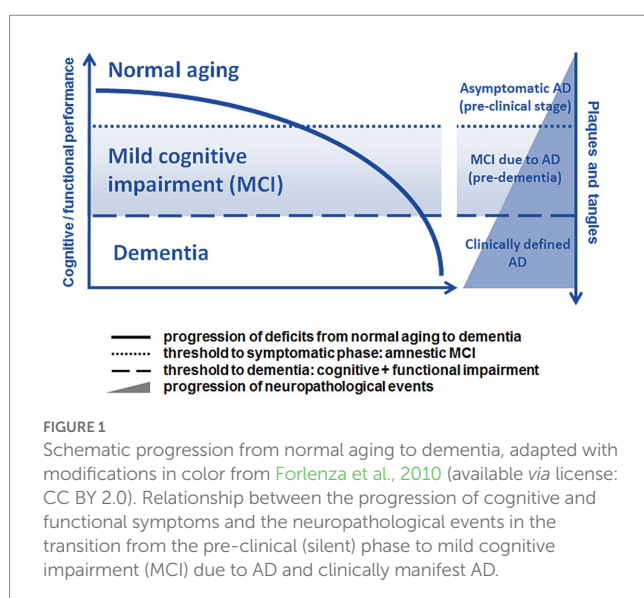 Normal aging
Mild cognitive
impairment (MCI)
Dementia
Cognitive / functional performance
Asymptomatic AD
(pre-clinical stage)
MCI due to AD
(pre-dementia)
Clinically defined
AD
Plaques and tangles
progression of deficits from normal aging to dementia
threshold to symptomatic phase: amnestic MCI
threshold to dementia: cognitive + functional impairment
progression of neuropathological events
FIGURE 1
Schematic progression from normal aging to dementia, adapted with
modifications in color from Forlenza et al., 2010 (available via license:
CC BY 2.0). Relationship between the progression of cognitive and
functional symptoms and the neuropathological events in the
transition from the pre-clinical (silent) phase to mild cognitive
impairment (MCI) due to AD and clinically manifest AD.